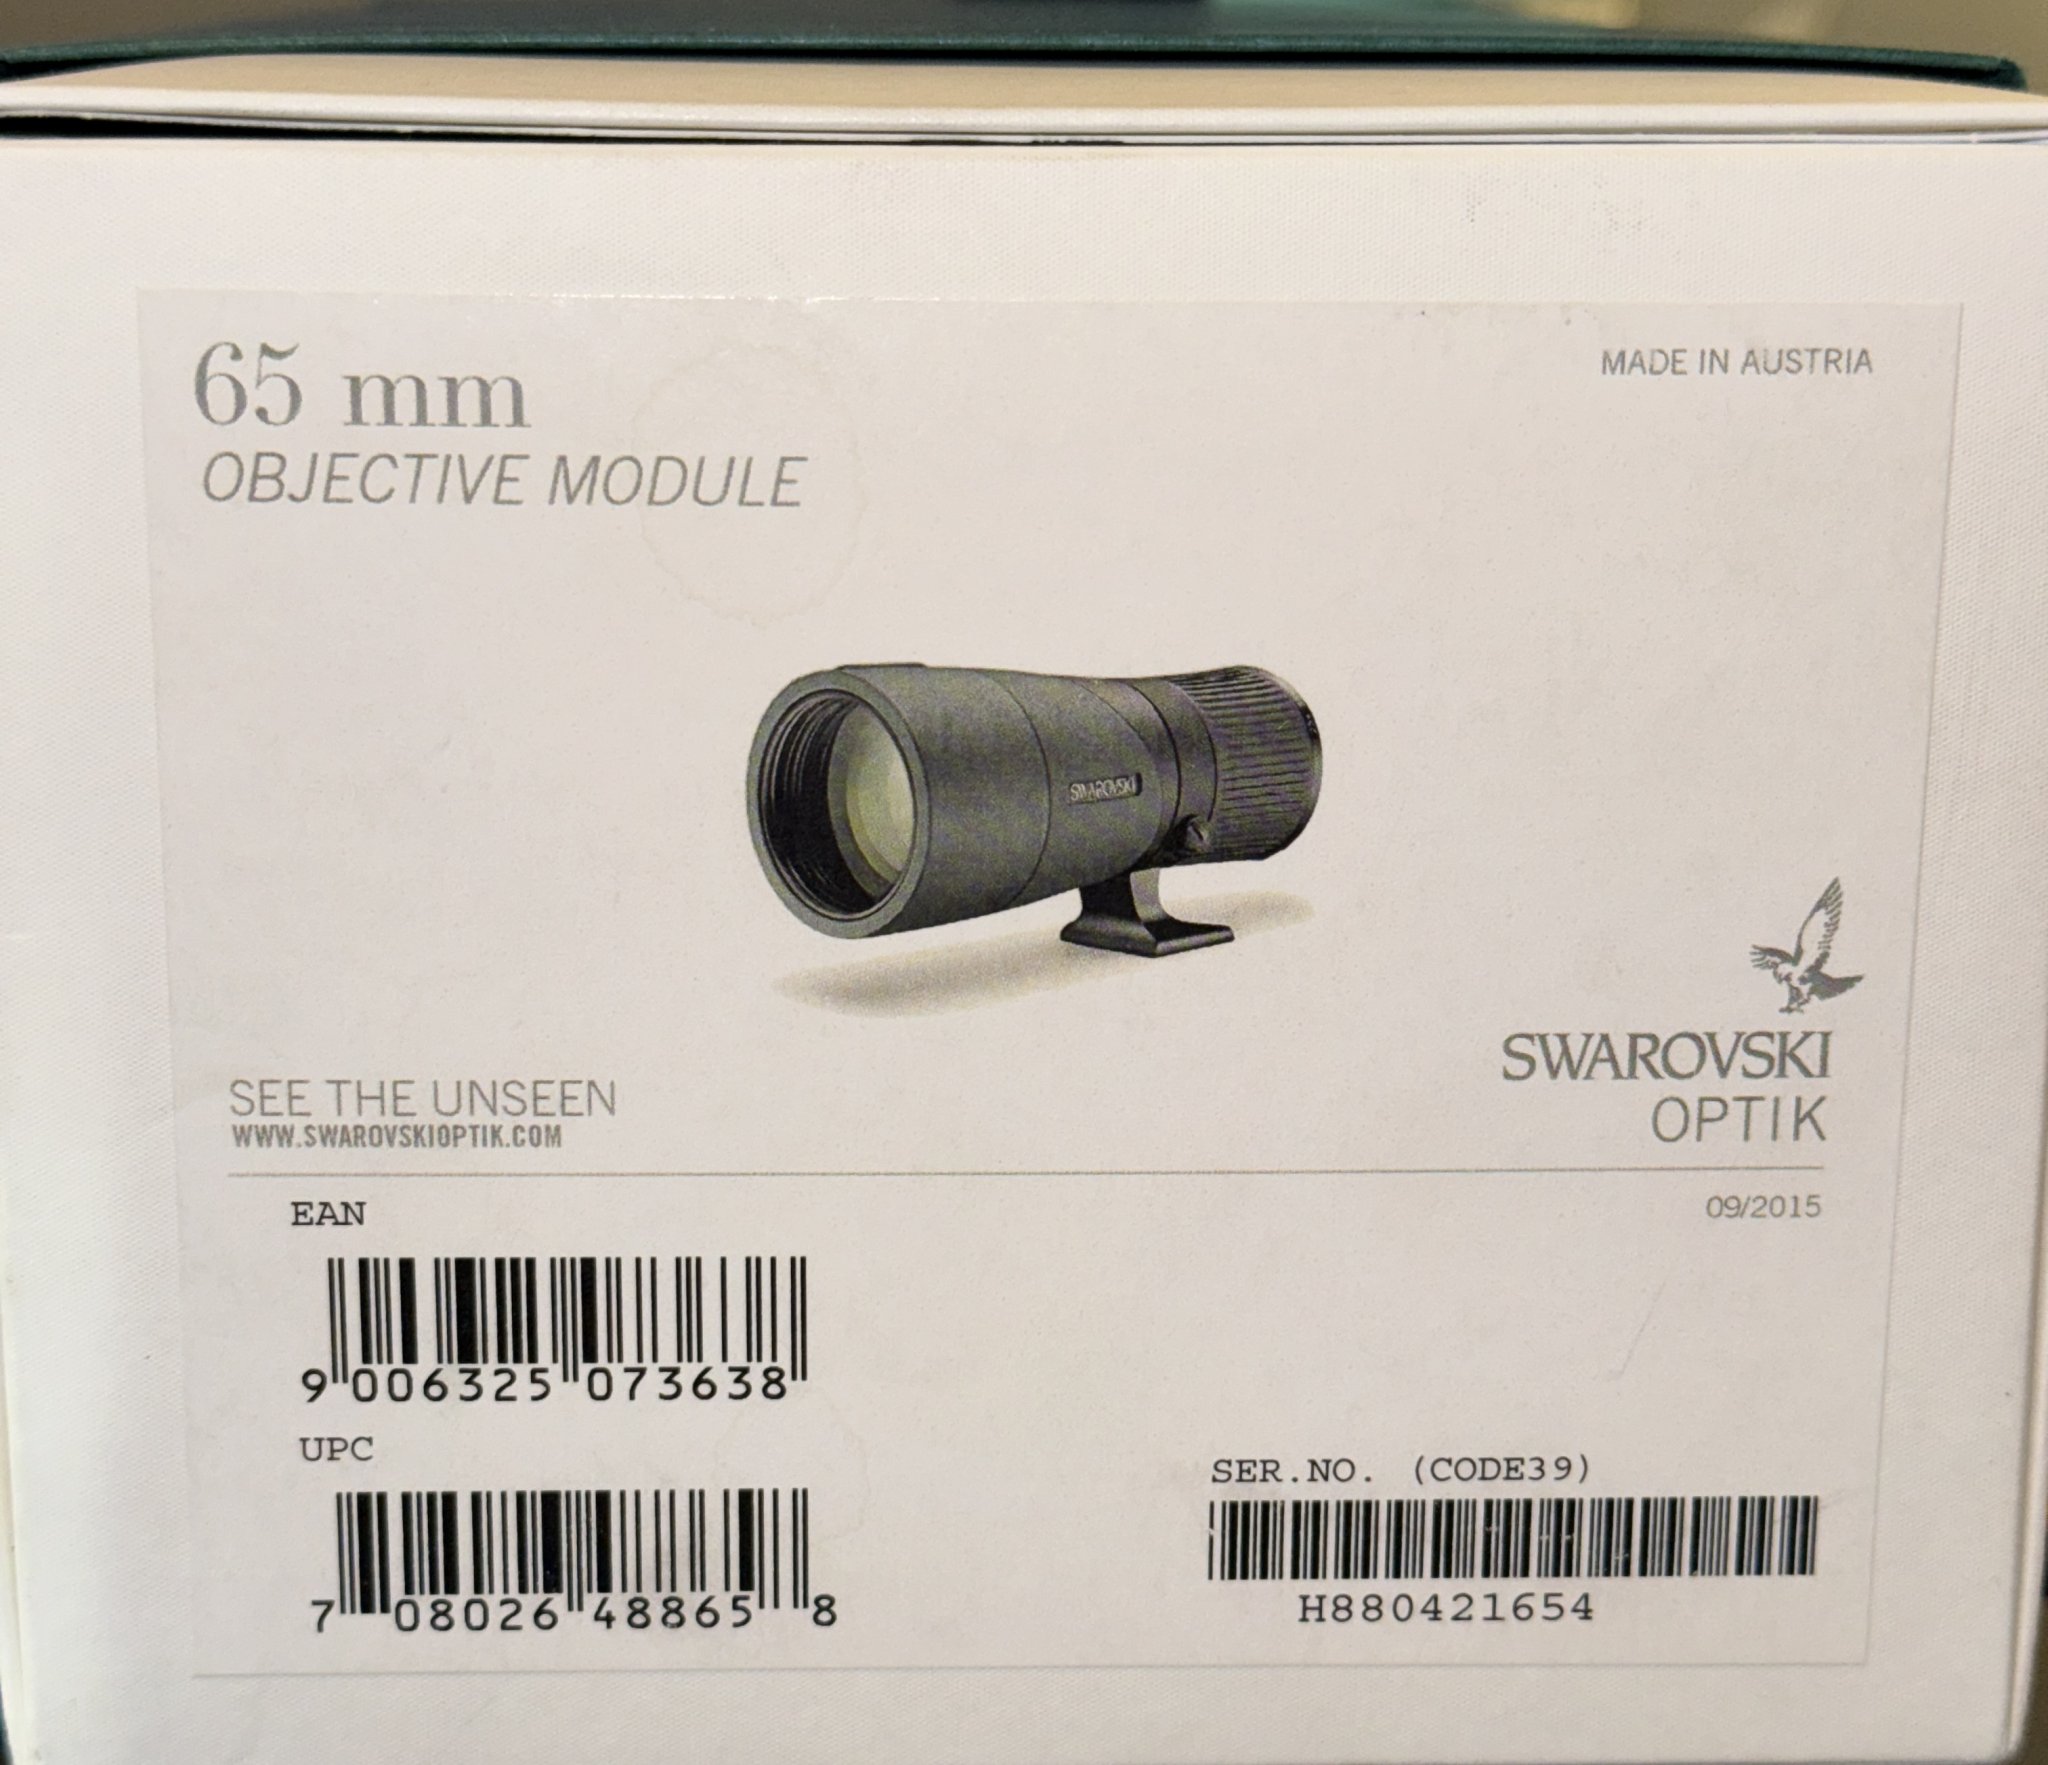 65 mm
OBJECTIVE MODULE
MADE IN AUSTRIA
SWAROVSKI
SEE THE UNSEEN
WWW.SWAROVSKIOPTIK.COM
SWAROVSKI
OPTIK
09/2015
EAN
9 006325 073638
UPC
7 08026 48865 8
SER.NO. (CODE39)
H880421654